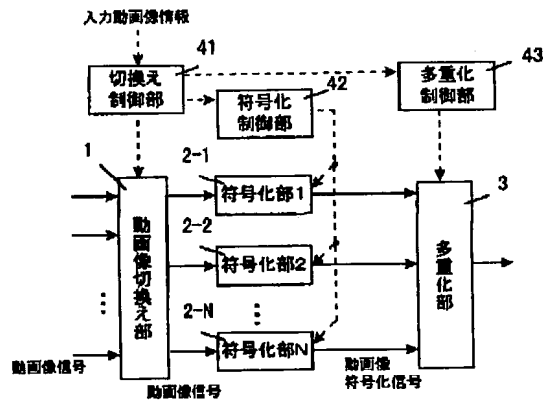 入力動画像情報
41
切換え
制御部
42
符号化
制御部
43
多重化
制御部
1
動画像切換え部
2-1
符号化部1
2-2
符号化部2
2-N
符号化部N
3
多重化部
動画像信号
動画像信号
動画像
符号化信号